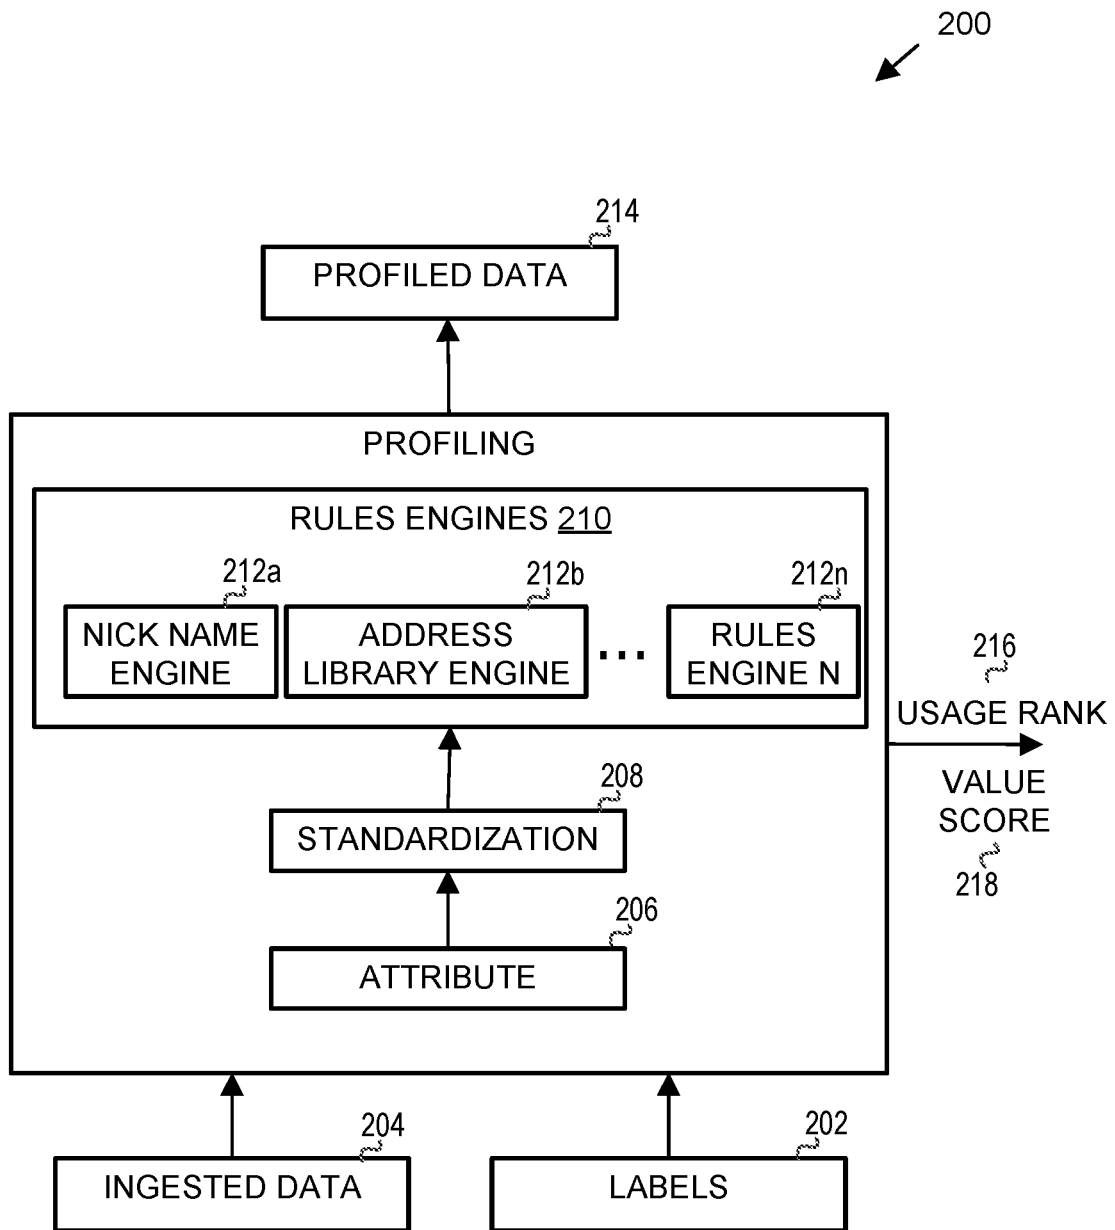 200
214
PROFILED DATA
PROFILING
RULES ENGINES 210
212a
212b
212n
NICK NAME
ENGINE
ADDRESS
LIBRARY ENGINE
...
RULES
ENGINE N
216
USAGE RANK
VALUE
SCORE
218
208
STANDARDIZATION
206
ATTRIBUTE
204
INGESTED DATA
202
LABELS